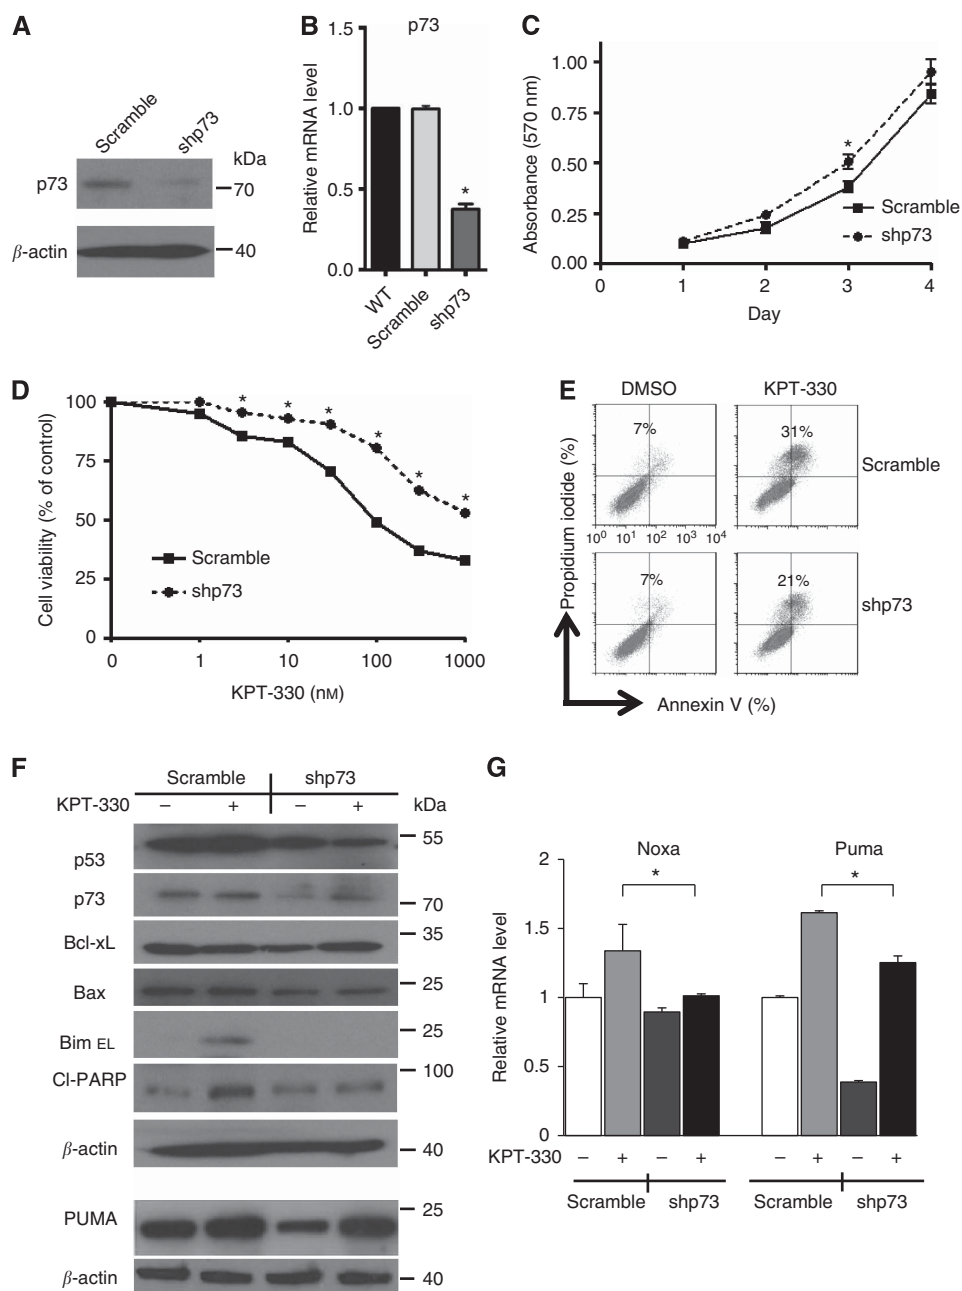 A
Scramble
shp73
kDa
p73
70
β-actin
40
B
p73
Relative mRNA level
1.5
1.0
0.5
0.0
WT
Scramble
shp73
*
C
Absorbance (570 nm)
1.00
0.75
0.50
0.25
0.00
*
Scramble
shp73
0 1 2 3 4
Day
D
Cell viability (% of control)
100
75
50
25
0
* * * * * *
Scramble
shp73
0 1 10 100 1000
KPT-330 (nM)
E
DMSO KPT-330
7% 31%
Scramble
10⁰ 10¹ 10² 10³ 10⁴
7% 21%
shp73
Propidium iodide (%)
Annexin V (%)
F
Scramble shp73
KPT-330 – + – + kDa
p53 55
p73 70
Bcl-xL 35
Bax 25
Bim EL 25
Cl-PARP 100
β-actin 40
PUMA 25
β-actin 40
G
Noxa Puma
* *
Relative mRNA level
2
1.5
1
0.5
0
KPT-330 – + – + – + – +
Scramble shp73 Scramble shp73